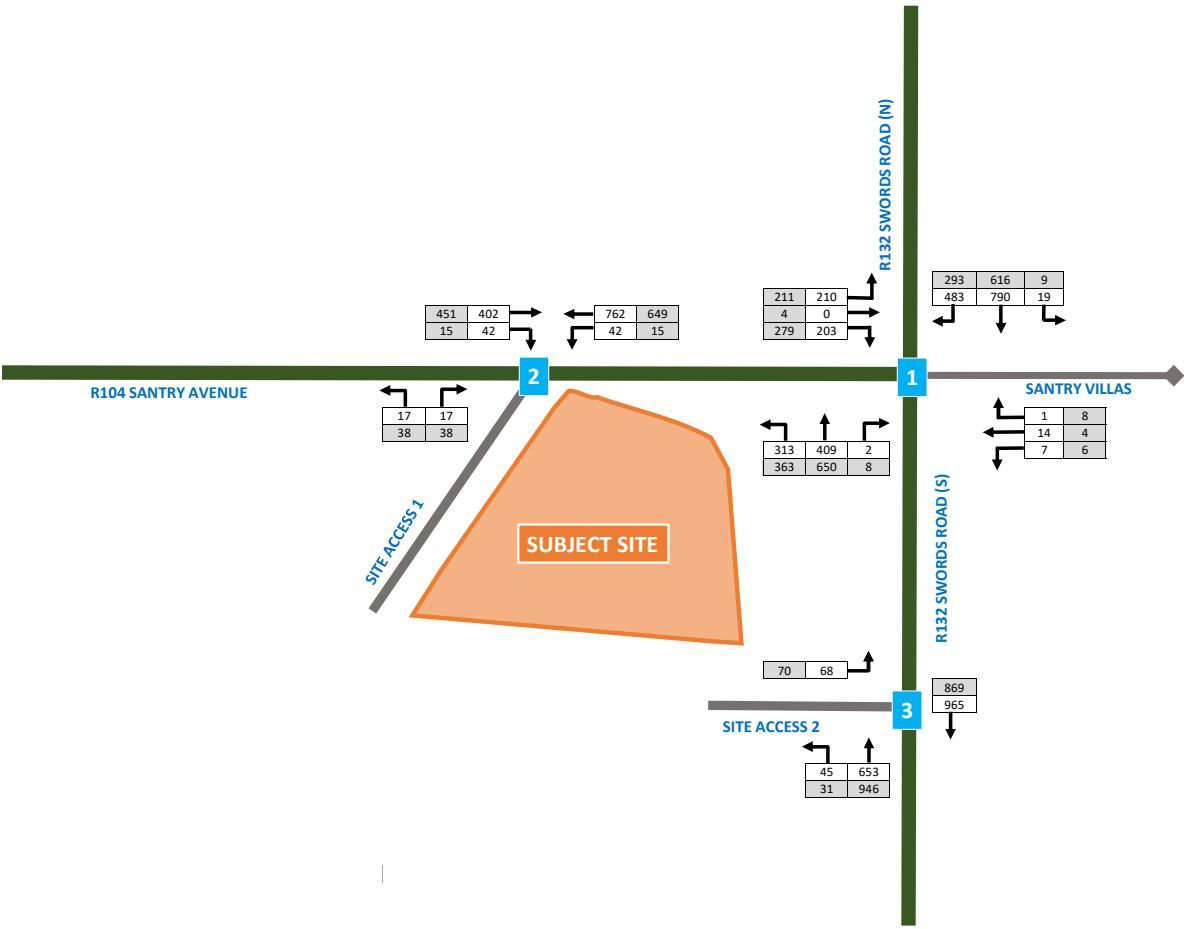 R132 SWORDS ROAD (N)
293 616 9
483 790 19
211 210
4 0
279 203
451 402
15 42
762 649
42 15
2
1
R104 SANTRY AVENUE
SANTRY VILLAS
17 17
38 38
1 8
14 4
7 6
313 409 2
363 650 8
SITE ACCESS 1
SUBJECT SITE
R132 SWORDS ROAD (S)
70 68
869
965
3
SITE ACCESS 2
45 653
31 946